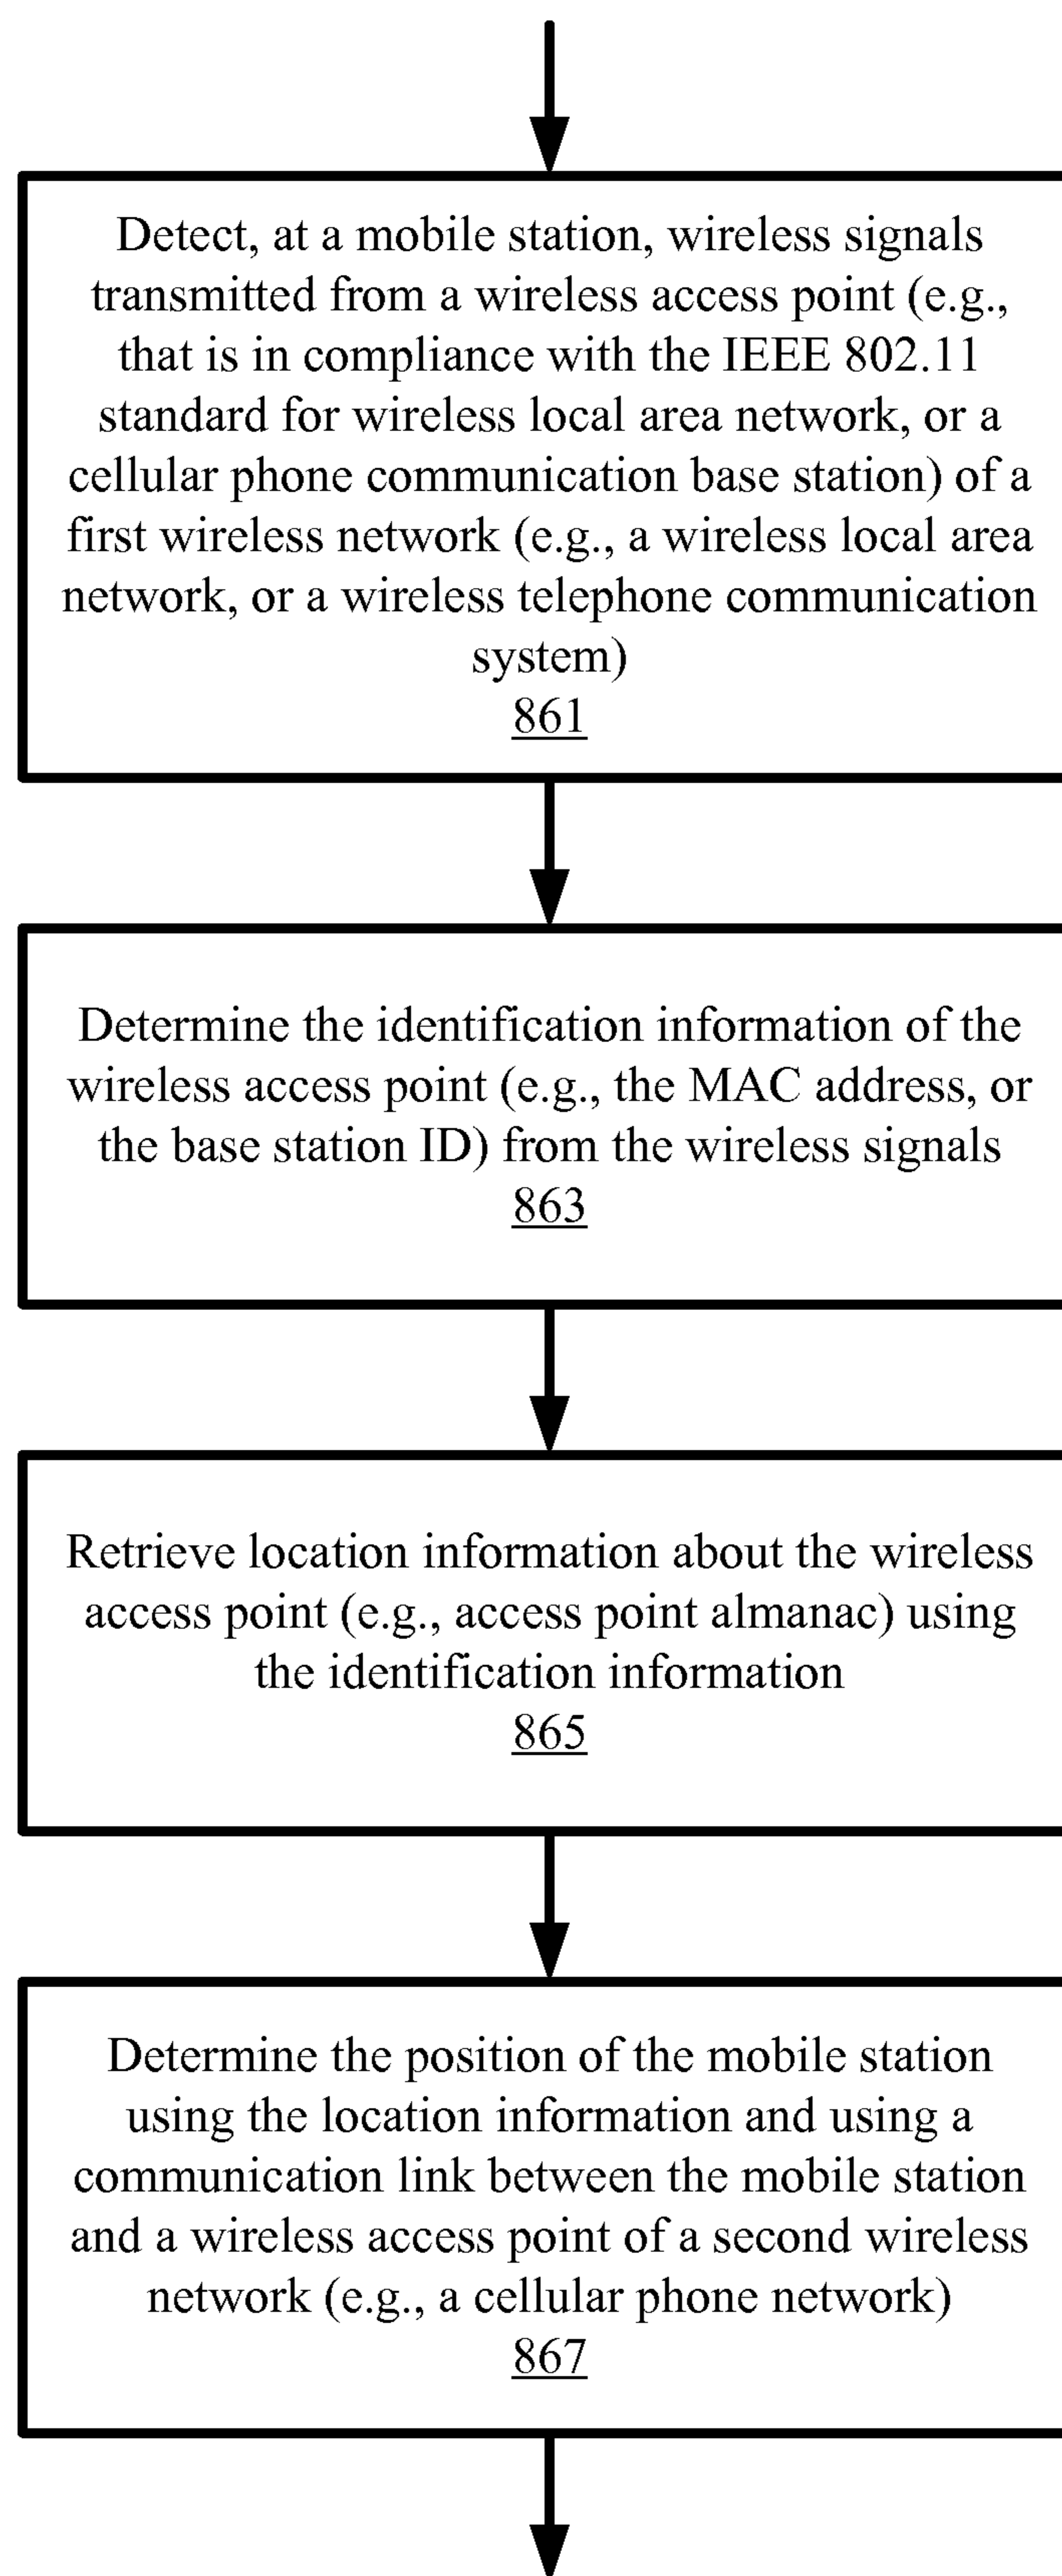 Detect, at a mobile station, wireless signals
transmitted from a wireless access point (e.g.,
that is in compliance with the IEEE 802.11
standard for wireless local area network, or a
cellular phone communication base station) of a
first wireless network (e.g., a wireless local area
network, or a wireless telephone communication
system)
861
Determine the identification information of the
wireless access point (e.g., the MAC address, or
the base station ID) from the wireless signals
863
Retrieve location information about the wireless
access point (e.g., access point almanac) using
the identification information
865
Determine the position of the mobile station
using the location information and using a
communication link between the mobile station
and a wireless access point of a second wireless
network (e.g., a cellular phone network)
867